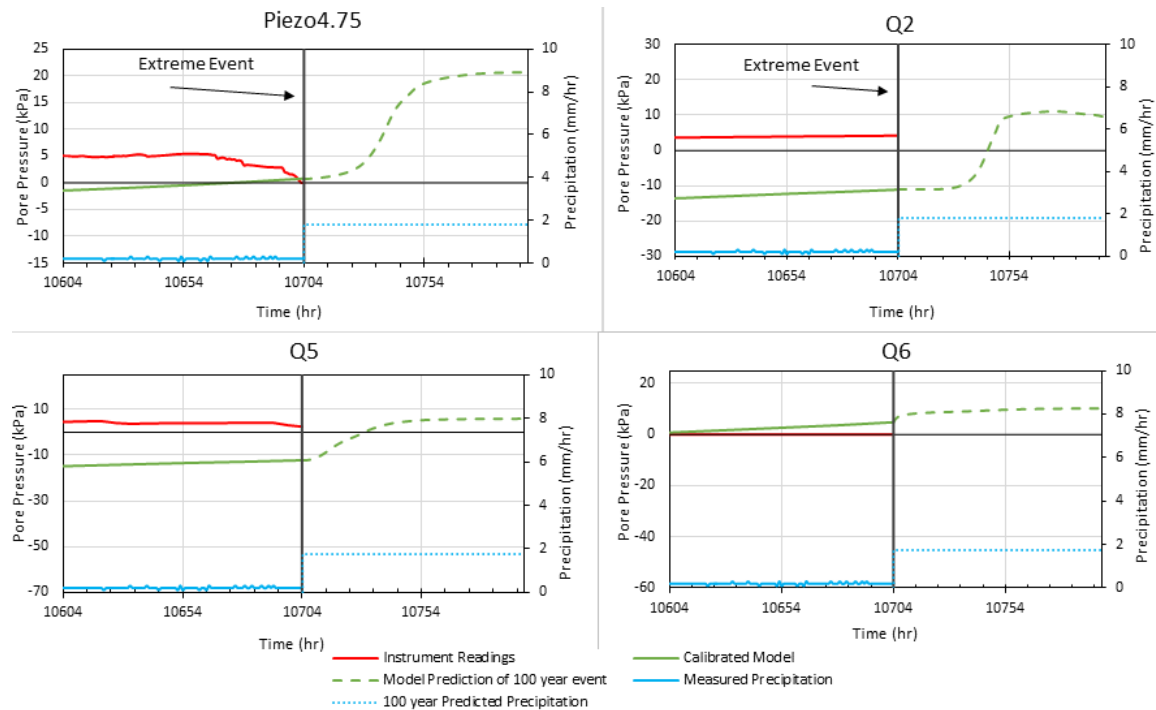 Piezo4.75
25
20
15
10
5
0
-5
-10
-15
Pore Pressure (kPa)
Extreme Event
10
8
6
4
2
0
Precipitation (mm/hr)
10604
10654
10704
10754
Time (hr)
Q2
30
20
10
0
-10
-20
-30
Pore Pressure (kPa)
Extreme Event
10
8
6
4
2
0
Precipitation (mm/hr)
10604
10654
10704
10754
Time (hr)
Q5
10
-10
-30
-50
-70
Pore Pressure (kPa)
10
8
6
4
2
0
Precipitation (mm/hr)
10604
10654
10704
10754
Time (hr)
Q6
20
0
-20
-40
-60
Pore Pressure (kPa)
10
8
6
4
2
0
Precipitation (mm/hr)
10604
10654
10704
10754
Time (hr)
Instrument Readings
Calibrated Model
Model Prediction of 100 year event
Measured Precipitation
100 year Predicted Precipitation